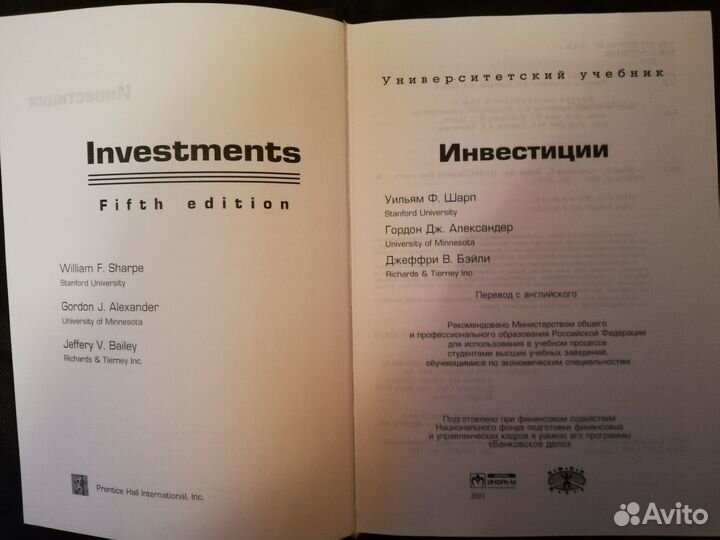 Investments
Fifth edition
William F. Sharpe
Stanford University
Gordon J. Alexander
University of Minnesota
Jeffery V. Bailey
Richards & Tierney Inc.
Prentice Hall International, Inc.
Университетский учебник
Инвестиции
Уильям Ф. Шарп
Stanford University
Гордон Дж. Александер
University of Minnesota
Джеффри В. Бэйли
Richards & Tierney Inc.
Перевод с английского
Рекомендовано Министерством общего
и профессионального образования Российской Федерации
для использования в учебном процессе
студентами высших учебных заведений,
обучающимися по экономическим специальностям
Подготовлено при финансовом содействии
Национального фонда подготовки финансовых
и управленческих кадров в рамках его программы
«Банковское дело»
ИНФРА-М
2001
Avito